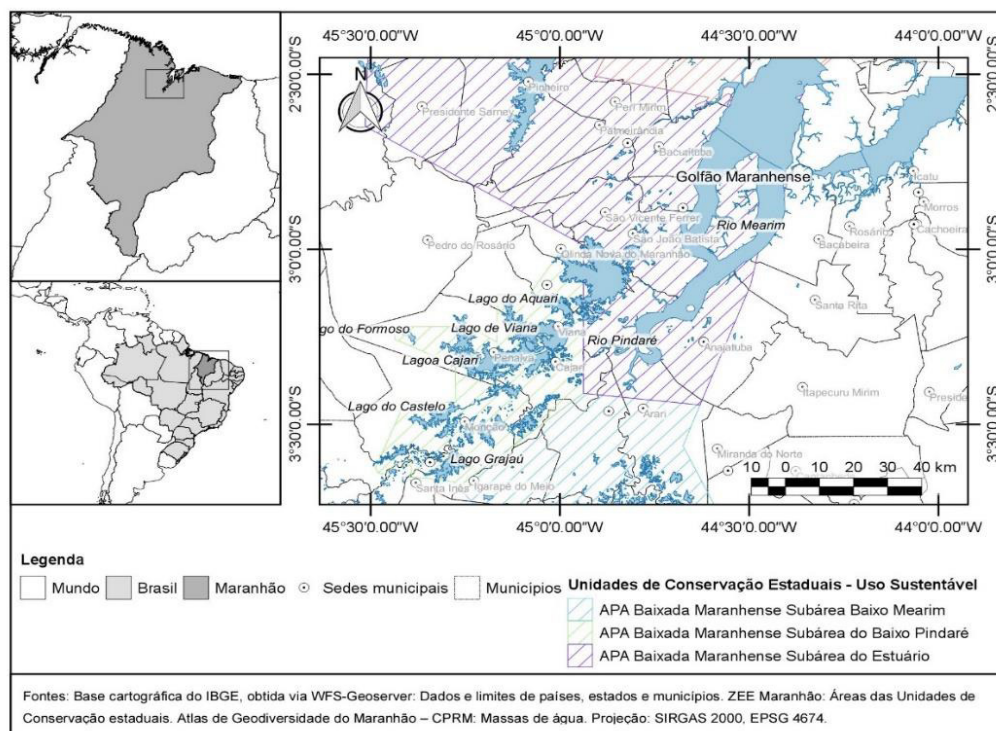 45°30'0.00"W 45°0'0.00"W 44°30'0.00"W 44°0'0.00"W
2°30'0.00"S
2°30'0.00"S
N
Pinheiro
Presidente Sarney
Peri Mirim
Palmeirândia
Bacurituba
Golfão Maranhense
Icatu
Morros
São Vicente Ferrer
Rio Mearim
Rosário
Cachoeira
São João Batista
Bacabeira
Pedro do Rosário
3°0'0.00"S
3°0'0.00"S
Olinda Nova do Maranhão
Lago do Aquari
Santa Rita
go do Formoso
Lago de Viana
Viana
Rio Pindaré
Anajatuba
Lagoa Cajari
Penalva
Cajari
Itapecuru Mirim
Preside
Lago do Castelo
Arari
3°30'0.00"S
3°30'0.00"S
Monção
Miranda do Norte
Lago Grajaú
10 0 10 20 30 40 km
Santa Inês
Igarapé do Meio
45°30'0.00"W 45°0'0.00"W 44°30'0.00"W 44°0'0.00"W
Legenda
Mundo Brasil Maranhão Sedes municipais Municípios
Unidades de Conservação Estaduais - Uso Sustentável
APA Baixada Maranhense Subárea Baixo Mearim
APA Baixada Maranhense Subárea do Baixo Pindaré
APA Baixada Maranhense Subárea do Estuário
Fontes: Base cartográfica do IBGE, obtida via WFS-Geoserver: Dados e limites de países, estados e municípios. ZEE Maranhão: Áreas das Unidades de
Conservação estaduais. Atlas de Geodiversidade do Maranhão – CPRM: Massas de água. Projeção: SIRGAS 2000, EPSG 4674.